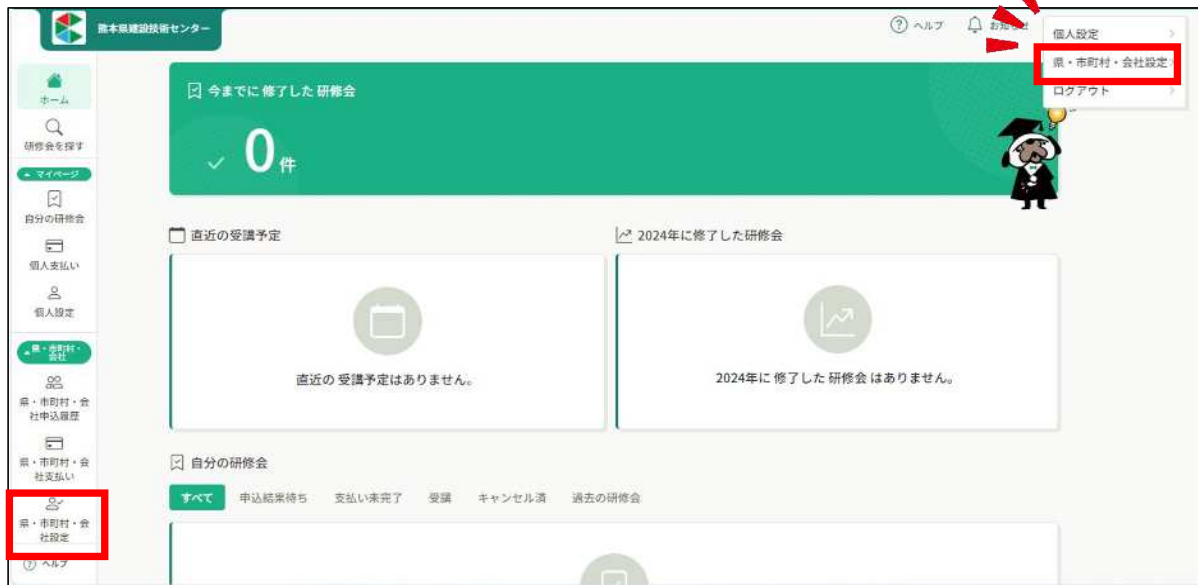 熊本県建設技術センター
ヘルプ
個人設定
県・市町村・会社設定
ログアウト
ホーム
研修会を探す
マイページ
自分の研修会
個人支払い
個人設定
県・市町村・
会社
県・市町村・会
社申込履歴
県・市町村・会
社支払い
県・市町村・会
社設定
ヘルプ
今までに修了した研修会
0件
直近の受講予定
直近の受講予定はありません。
2024年に修了した研修会
2024年に修了した研修会はありません。
自分の研修会
すべて 申込結果待ち 支払い未完了 受講 キャンセル済 過去の研修会